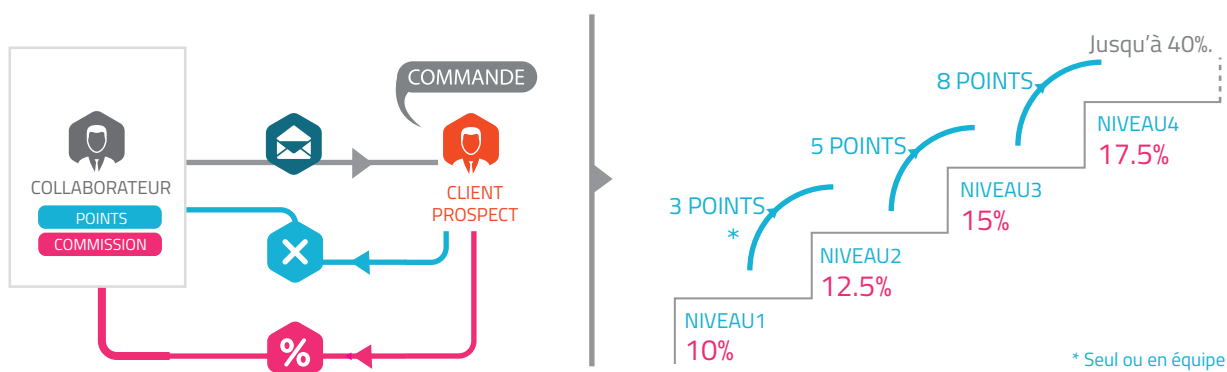 COMMANDE
COLLABORATEUR
POINTS
COMMISSION
CLIENT
PROSPECT
%
Jusqu'à 40%.
8 POINTS
5 POINTS
3 POINTS
*
NIVEAU4
17.5%
NIVEAU3
15%
NIVEAU2
12.5%
NIVEAU1
10%
* Seul ou en équipe